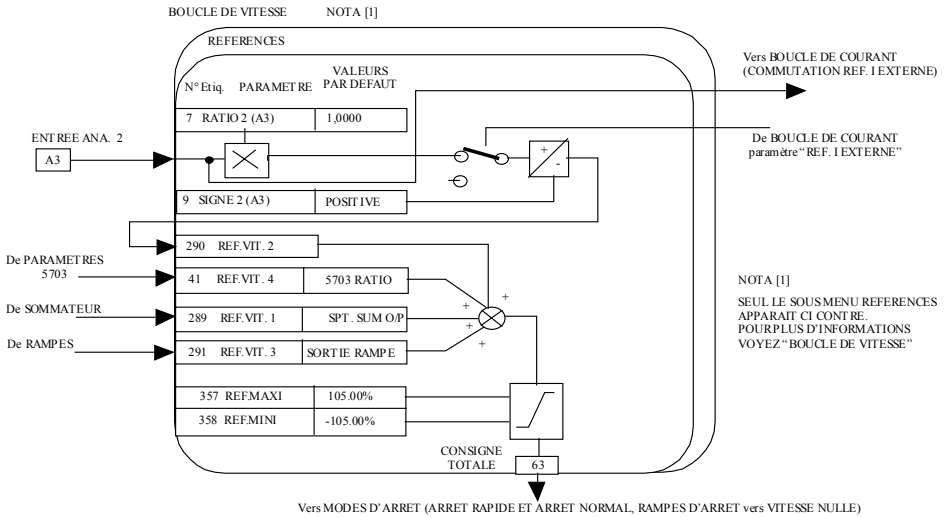 BOUCLE DE VITESSE NOTA [1]
REFERENCES
Vers BOUCLE DE COURANT
(COMMUTATION REF. I EXTERNE)
N° Etiq. PARAMETRE VALEURS
PAR DEFAUT
7 RATIO 2 (A3) 1,0000
ENTREE ANA. 2
A3
De BOUCLE DE COURANT
paramètre “REF. I EXTERNE”
+
-
9 SIGNE 2 (A3) POSITIVE
290 REF.VIT. 2
De PARAMETRES
5703
41 REF.VIT. 4 5703 RATIO
+
+
De SOMMATEUR
289 REF.VIT. 1 SPT. SUM O/P
+
+
De RAMPES
291 REF.VIT. 3 SORTIE RAMPE
NOTA [1]
SEUL LE SOUS MENU REFERENCES
APPARAIT CI CONTRE.
POUR PLUS D'INFORMATIONS
VOYEZ “BOUCLE DE VITESSE”
357 REF.MAXI 105.00%
358 REF.MINI -105.00%
CONSIGNE
TOTALE
63
Vers MODES D'ARRET (ARRET RAPIDE ET ARRET NORMAL, RAMPES D'ARRET vers VITESSE NULLE)